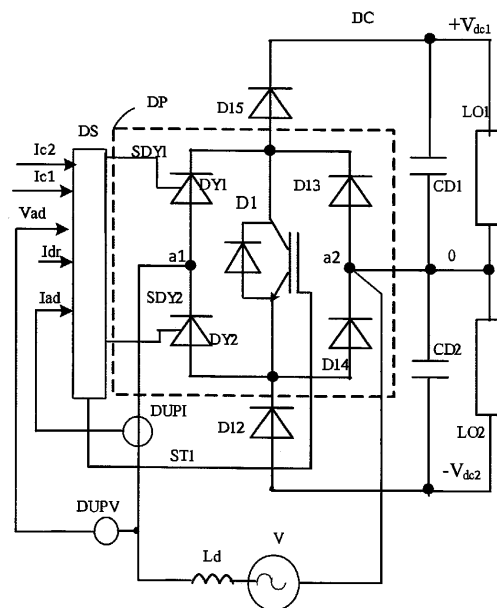 DC
+Vdc1
D15
DP
DS
LO1
Ic2
SDY1
Ic1
DY1
D13
CD1
D1
Vad
a1
a2
0
Idr
Iad
SDY2
DY2
D14
CD2
DUPI
D12
LO2
ST1
-Vdc2
DUPV
V
Ld